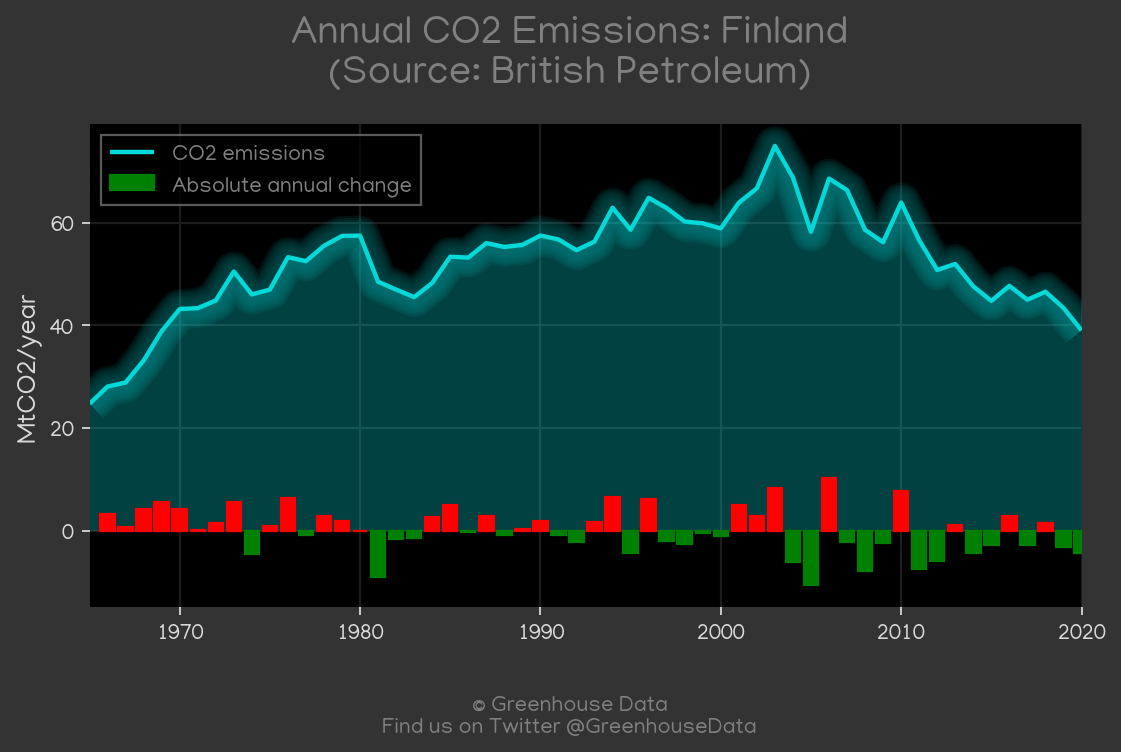 Annual CO2 Emissions: Finland
(Source: British Petroleum)
CO2 emissions
Absolute annual change
MtCO2/year
60
40
20
0
1970 1980 1990 2000 2010 2020
© Greenhouse Data
Find us on Twitter @GreenhouseData